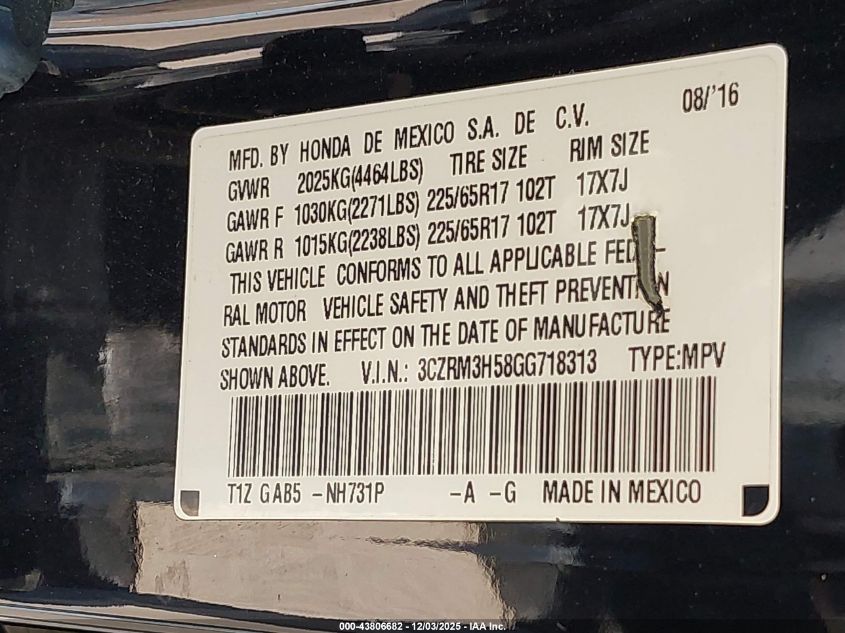 08/'16
MFD. BY HONDA DE MEXICO S.A. DE C.V.
GVWR 2025KG(4464LBS) TIRE SIZE RIM SIZE
GAWR F 1030KG(2271LBS) 225/65R17 102T 17X7J
GAWR R 1015KG(2238LBS) 225/65R17 102T 17X7J
THIS VEHICLE CONFORMS TO ALL APPLICABLE FEDE-
RAL MOTOR VEHICLE SAFETY AND THEFT PREVENTION
STANDARDS IN EFFECT ON THE DATE OF MANUFACTURE
SHOWN ABOVE. V.I.N.: 3CZRM3H58GG718313 TYPE:MPV
T1Z GAB5 -NH731P -A -G MADE IN MEXICO
000-43806682 - 12/03/2025 - IAA Inc.